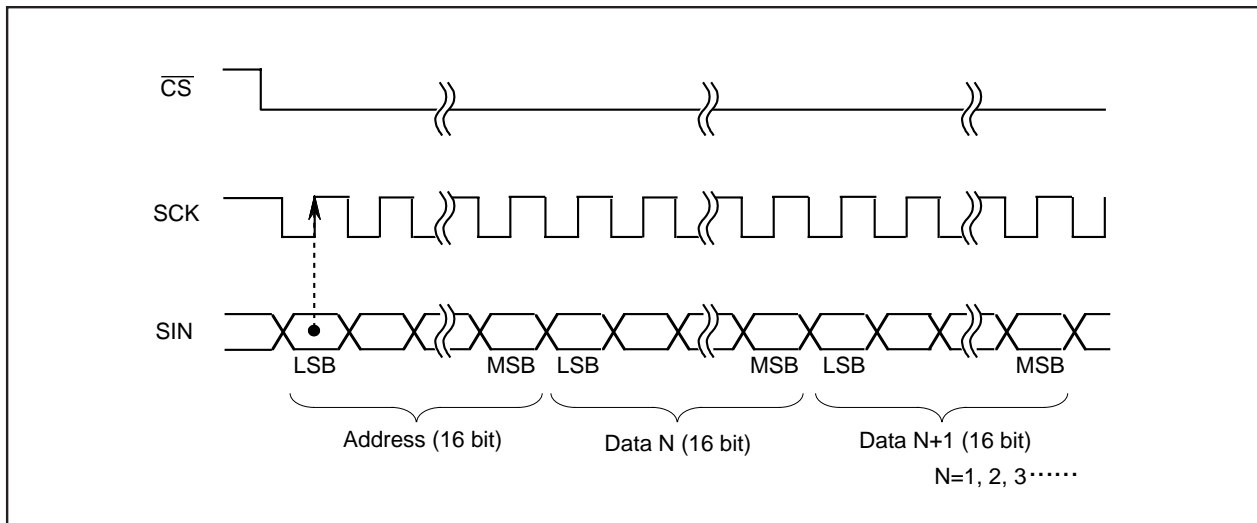 CS
SCK
SIN
LSB MSB LSB MSB LSB MSB
Address (16 bit) Data N (16 bit) Data N+1 (16 bit)
N=1, 2, 3······